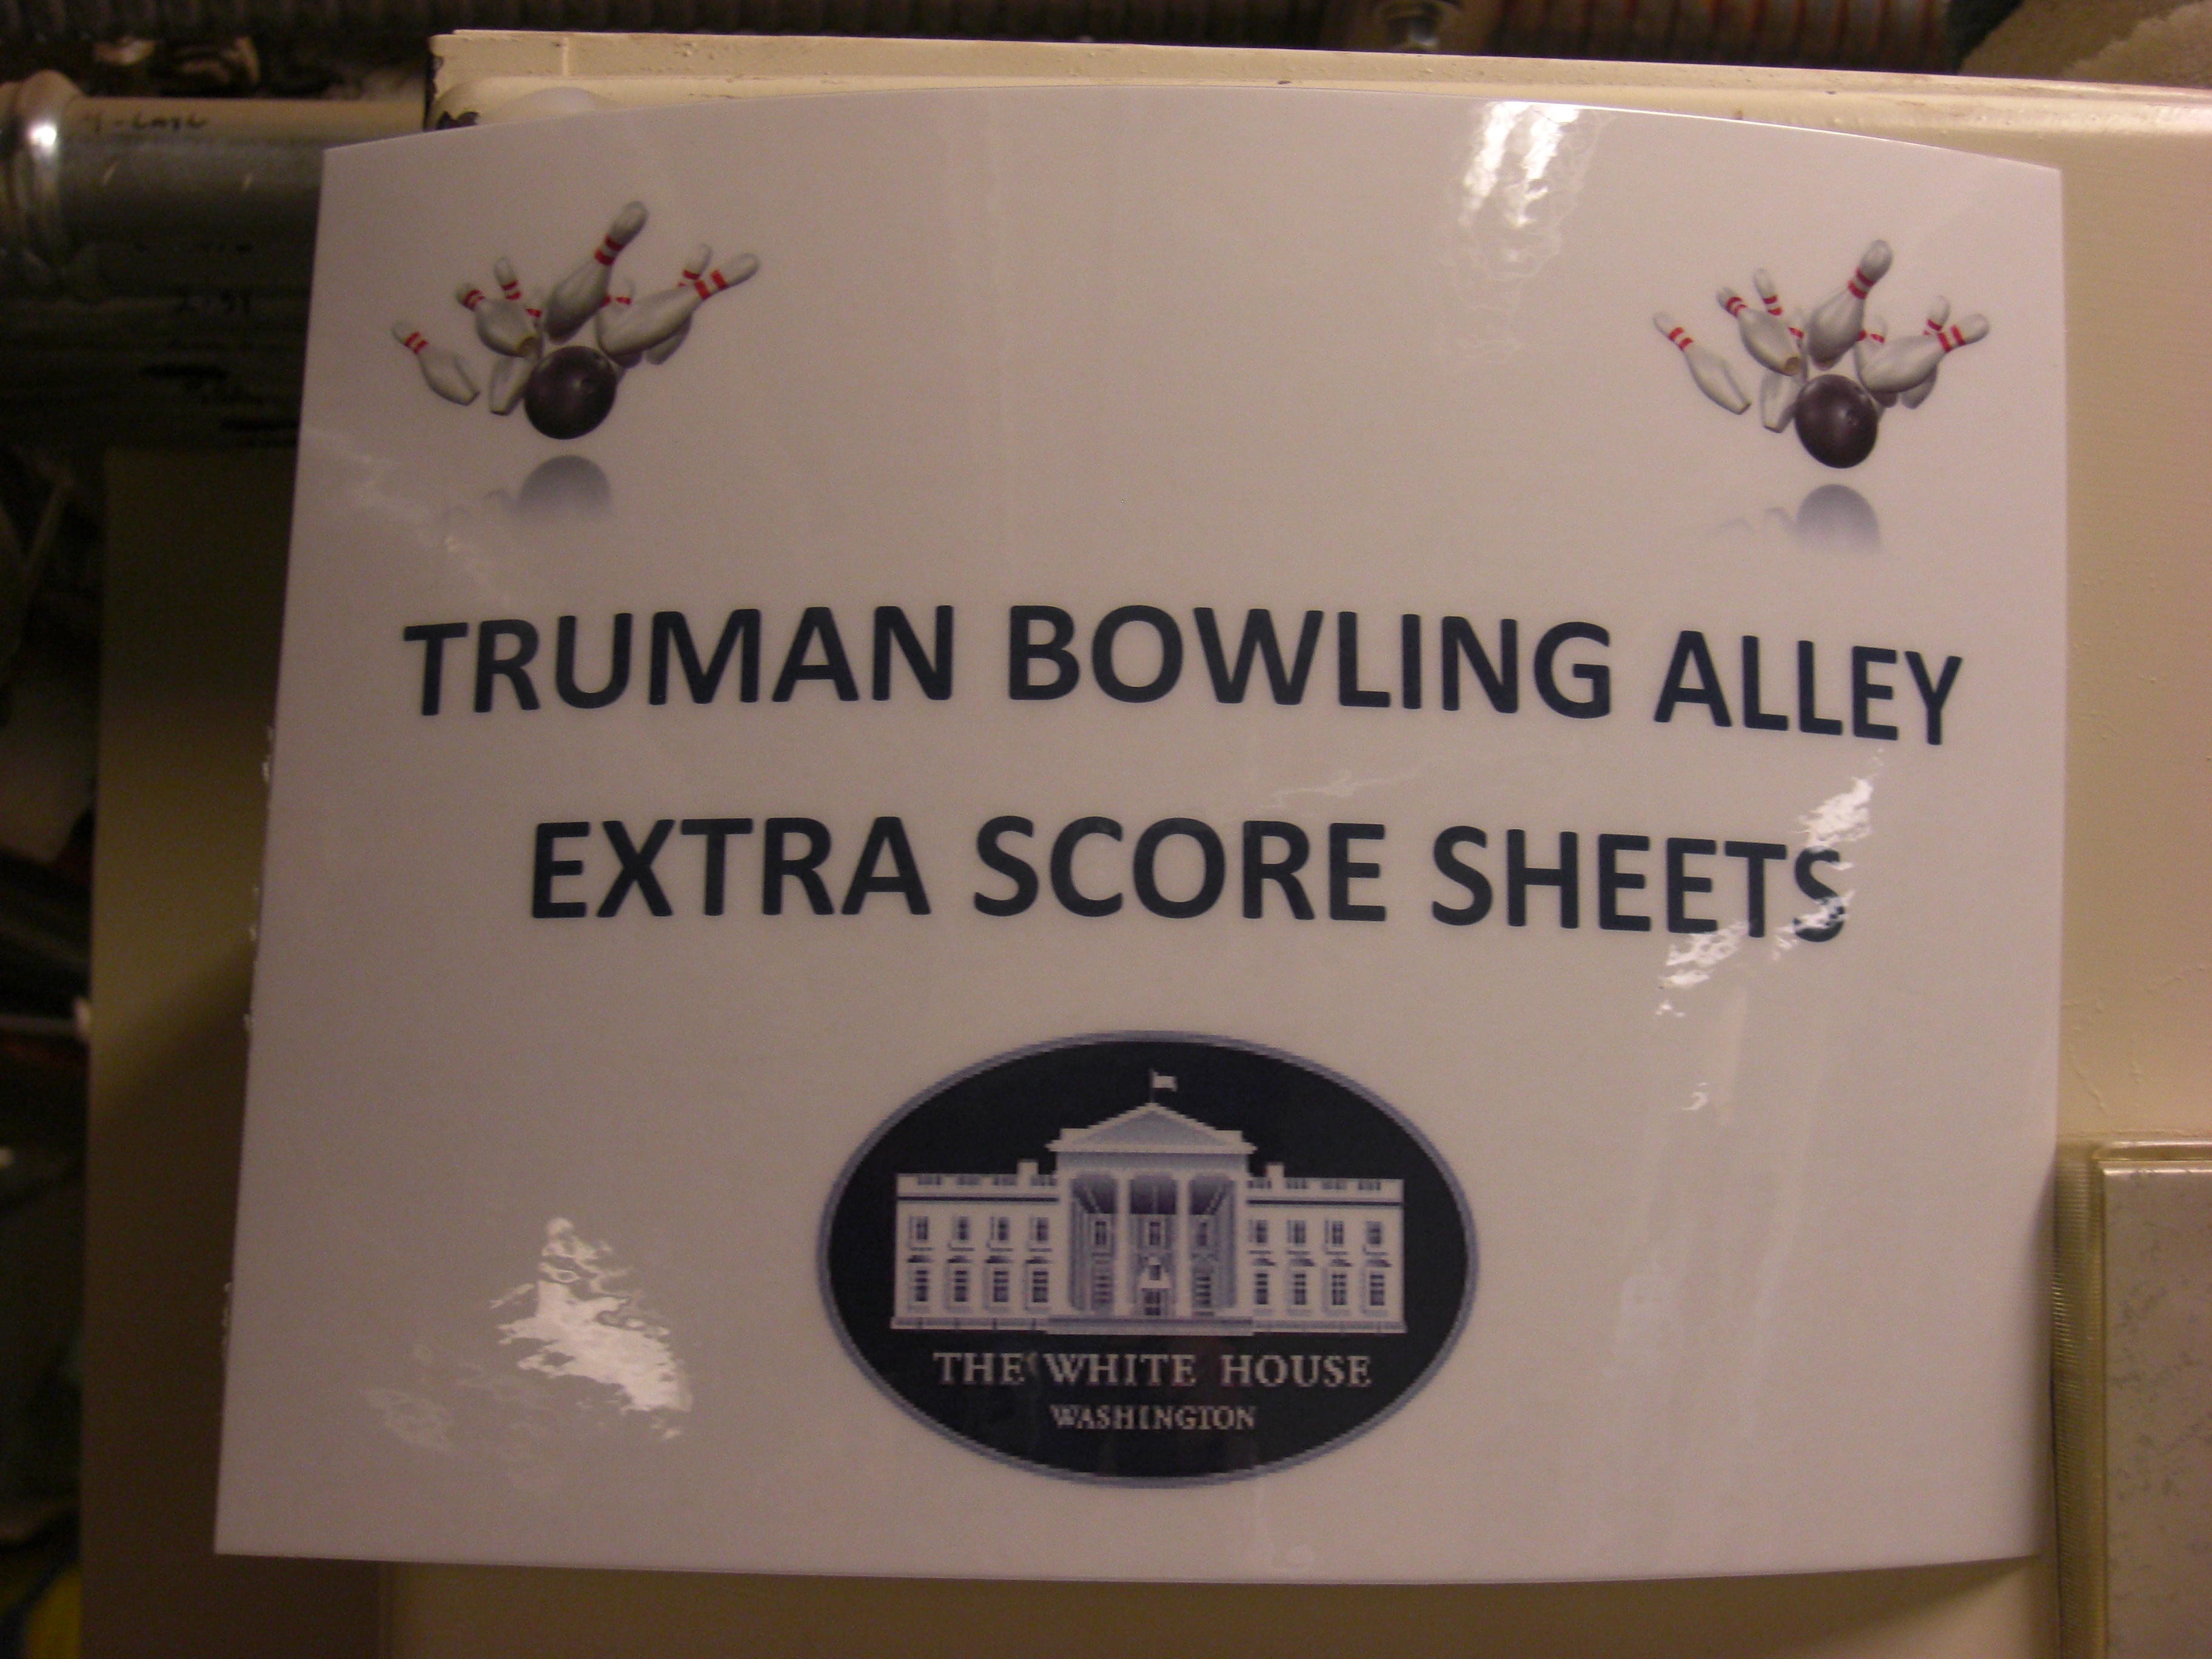 TRUMAN BOWLING ALLEY
EXTRA SCORE SHEETS
THE WHITE HOUSE
WASHINGTON